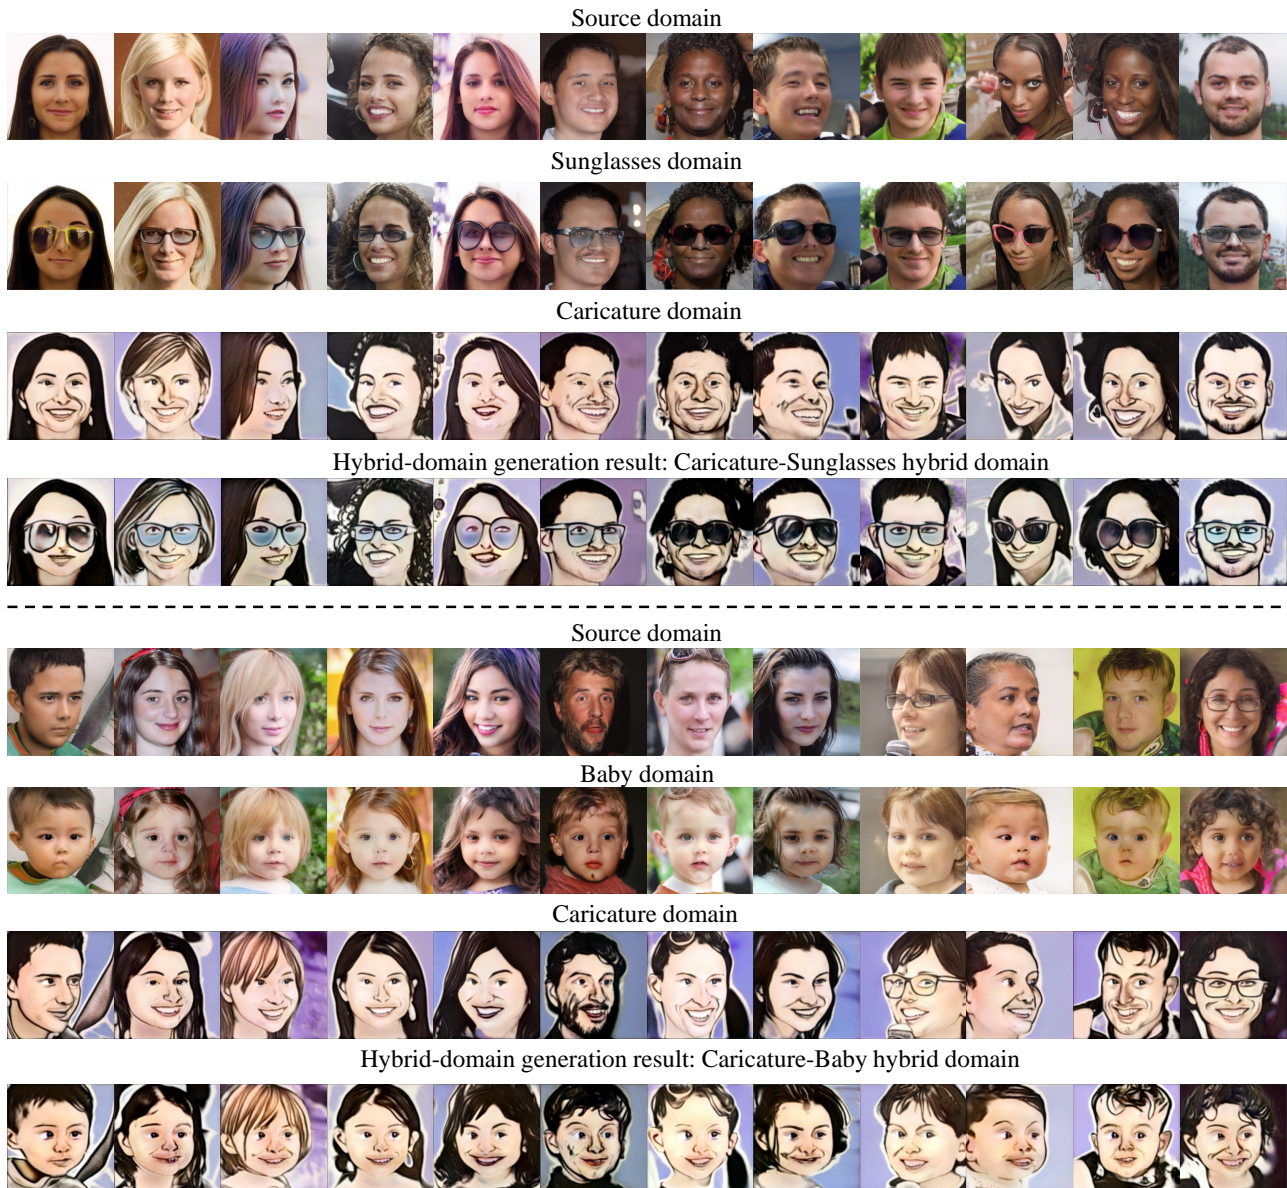 Source domain
Sunglasses domain
Caricature domain
Hybrid-domain generation result: Caricature-Sunglasses hybrid domain
Source domain
Baby domain
Caricature domain
Hybrid-domain generation result: Caricature-Baby hybrid domain